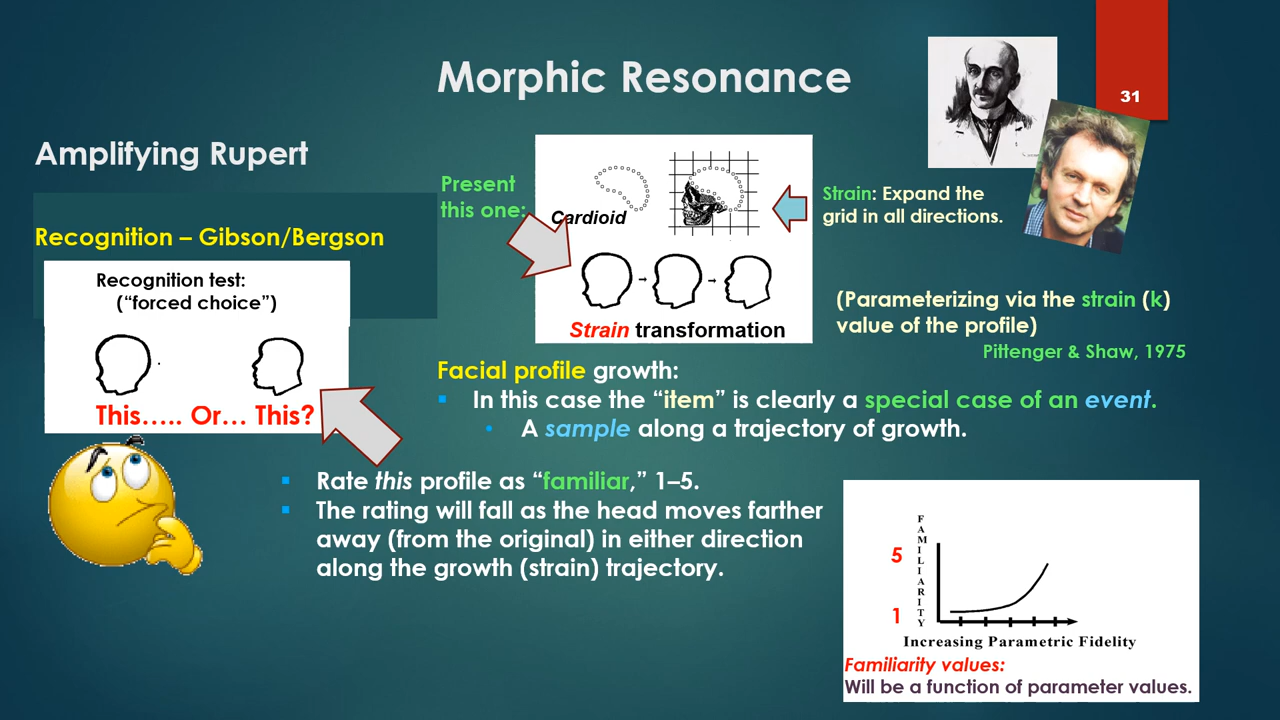 Morphic Resonance
31
Amplifying Rupert
Recognition – Gibson/Bergson
Recognition test:
(“forced choice”)
This….. Or… This?
Present
this one:
Cardioid
Strain transformation
Strain: Expand the
grid in all directions.
(Parameterizing via the strain (k)
value of the profile)
Pittenger & Shaw, 1975
Facial profile growth:
▪ In this case the “item” is clearly a special case of an event.
• A sample along a trajectory of growth.
▪ Rate this profile as “familiar,” 1–5.
▪ The rating will fall as the head moves farther
away (from the original) in either direction
along the growth (strain) trajectory.
FAMILIARITY
5
1
Increasing Parametric Fidelity
Familiarity values:
Will be a function of parameter values.